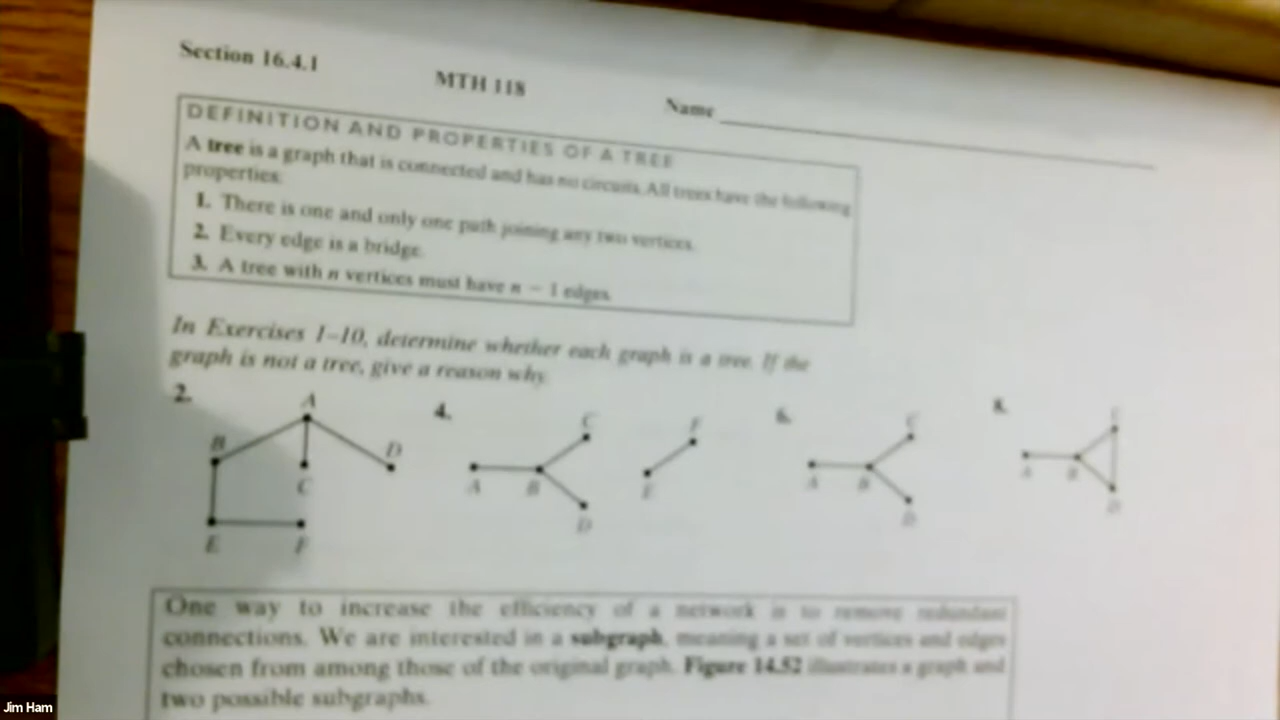 Section 16.4.1
MTH 118
Name
DEFINITION AND PROPERTIES OF A TREE
A tree is a graph that is connected and has no circuits. All trees have the following
properties:
1. There is one and only one path joining any two vertices.
2. Every edge is a bridge.
3. A tree with n vertices must have n − 1 edges.
In Exercises 1–10, determine whether each graph is a tree. If the
graph is not a tree, give a reason why.
2.
A
B
D
C
E
F
4.
C
F
A
B
E
D
6.
C
A
B
D
8.
C
A
B
D
One way to increase the efficiency of a network is to remove redundant
connections. We are interested in a subgraph, meaning a set of vertices and edges
chosen from among those of the original graph. Figure 14.52 illustrates a graph and
two possible subgraphs.
Jim Ham